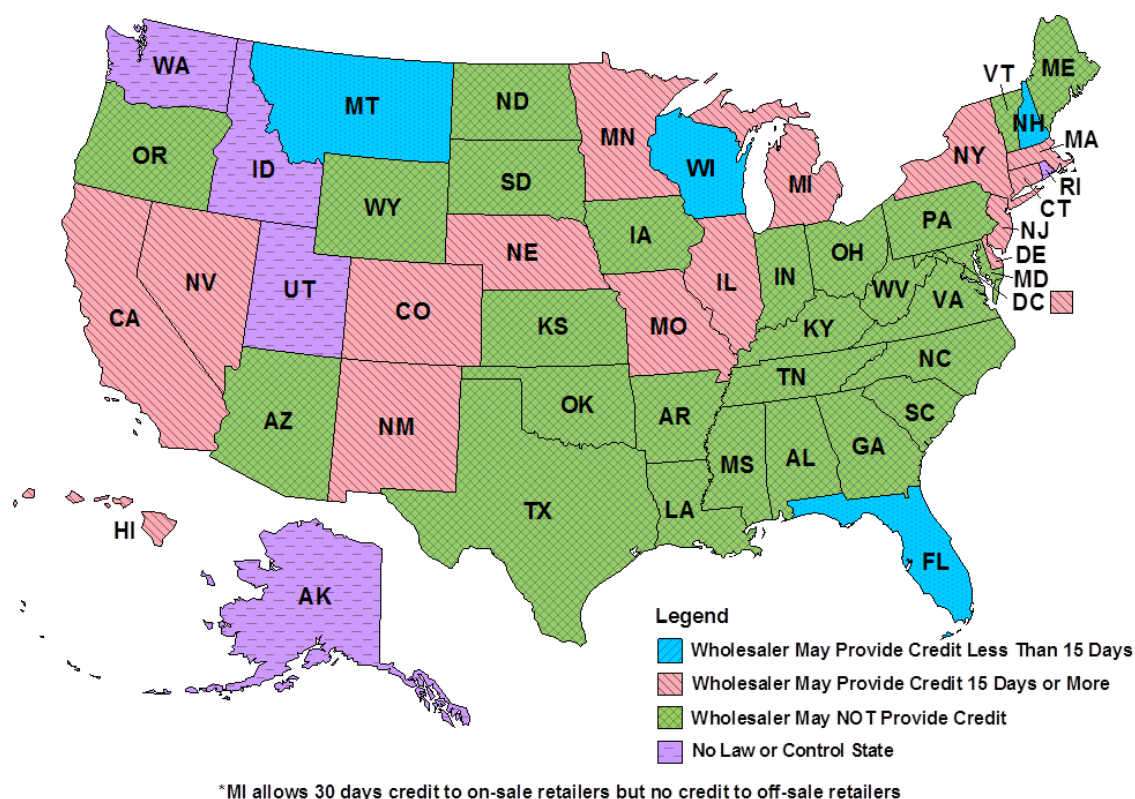 WA
MT
ND
MN
VT
ME
NH
OR
ID
SD
WI
MI
NY
MA
WY
RI
CT
IA
PA
NJ
NE
OH
DE
NV
UT
IL
IN
MD
CA
CO
WV
VA
DC
KS
MO
KY
NC
TN
AZ
NM
OK
AR
SC
MS
AL
GA
TX
LA
HI
FL
AK
Legend
Wholesaler May Provide Credit Less Than 15 Days
Wholesaler May Provide Credit 15 Days or More
Wholesaler May NOT Provide Credit
No Law or Control State
*MI allows 30 days credit to on-sale retailers but no credit to off-sale retailers